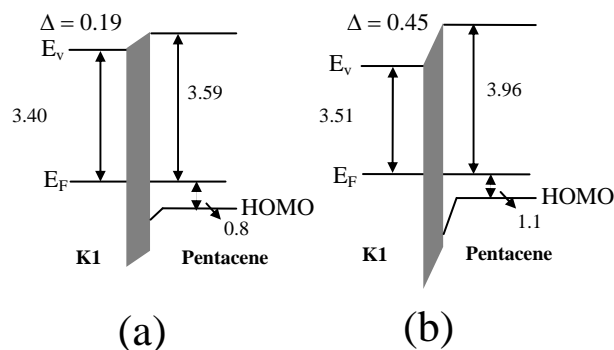 Δ = 0.19
E_v
3.40
3.59
E_F
HOMO
0.8
K1
Pentacene
(a)
Δ = 0.45
E_v
3.51
3.96
E_F
HOMO
1.1
K1
Pentacene
(b)